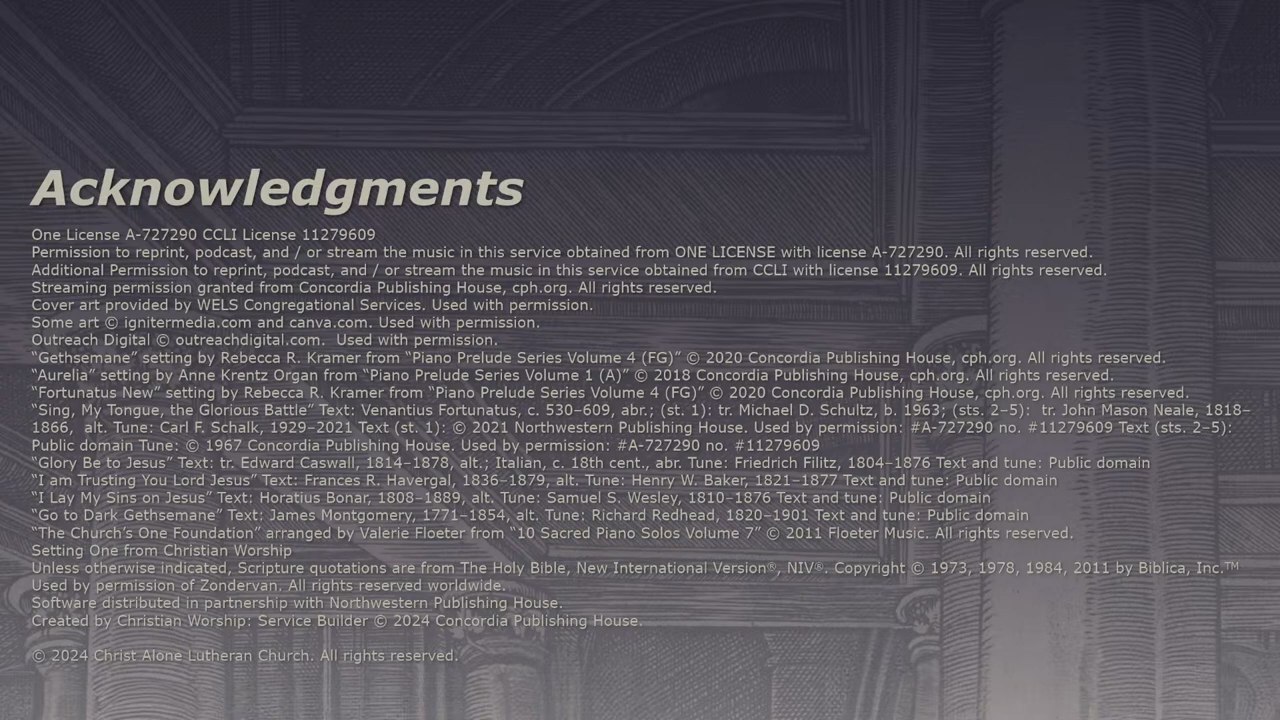 Acknowledgments
One License A-727290 CCLI License 11279609
Permission to reprint, podcast, and / or stream the music in this service obtained from ONE LICENSE with license A-727290. All rights reserved.
Additional Permission to reprint, podcast, and / or stream the music in this service obtained from CCLI with license 11279609. All rights reserved.
Streaming permission granted from Concordia Publishing House, cph.org. All rights reserved.
Cover art provided by WELS Congregational Services. Used with permission.
Some art © ignitermedia.com and canva.com. Used with permission.
Outreach Digital © outreachdigital.com.  Used with permission.
“Gethsemane” setting by Rebecca R. Kramer from “Piano Prelude Series Volume 4 (FG)” © 2020 Concordia Publishing House, cph.org. All rights reserved.
“Aurelia” setting by Anne Krentz Organ from “Piano Prelude Series Volume 1 (A)” © 2018 Concordia Publishing House, cph.org. All rights reserved.
“Fortunatus New” setting by Rebecca R. Kramer from “Piano Prelude Series Volume 4 (FG)” © 2020 Concordia Publishing House, cph.org. All rights reserved.
“Sing, My Tongue, the Glorious Battle” Text: Venantius Fortunatus, c. 530–609, abr.; (st. 1): tr. Michael D. Schultz, b. 1963; (sts. 2–5):  tr. John Mason Neale, 1818–
1866,  alt. Tune: Carl F. Schalk, 1929–2021 Text (st. 1): © 2021 Northwestern Publishing House. Used by permission: #A-727290 no. #11279609 Text (sts. 2–5):
Public domain Tune: © 1967 Concordia Publishing House. Used by permission: #A-727290 no. #11279609
“Glory Be to Jesus” Text: tr. Edward Caswall, 1814–1878, alt.; Italian, c. 18th cent., abr. Tune: Friedrich Filitz, 1804–1876 Text and tune: Public domain
“I am Trusting You Lord Jesus” Text: Frances R. Havergal, 1836–1879, alt. Tune: Henry W. Baker, 1821–1877 Text and tune: Public domain
“I Lay My Sins on Jesus” Text: Horatius Bonar, 1808–1889, alt. Tune: Samuel S. Wesley, 1810–1876 Text and tune: Public domain
“Go to Dark Gethsemane” Text: James Montgomery, 1771–1854, alt. Tune: Richard Redhead, 1820–1901 Text and tune: Public domain
“The Church’s One Foundation” arranged by Valerie Floeter from “10 Sacred Piano Solos Volume 7” © 2011 Floeter Music. All rights reserved.
Setting One from Christian Worship
Unless otherwise indicated, Scripture quotations are from The Holy Bible, New International Version®, NIV®. Copyright © 1973, 1978, 1984, 2011 by Biblica, Inc.™
Used by permission of Zondervan. All rights reserved worldwide.
Software distributed in partnership with Northwestern Publishing House.
Created by Christian Worship: Service Builder © 2024 Concordia Publishing House.
© 2024 Christ Alone Lutheran Church. All rights reserved.